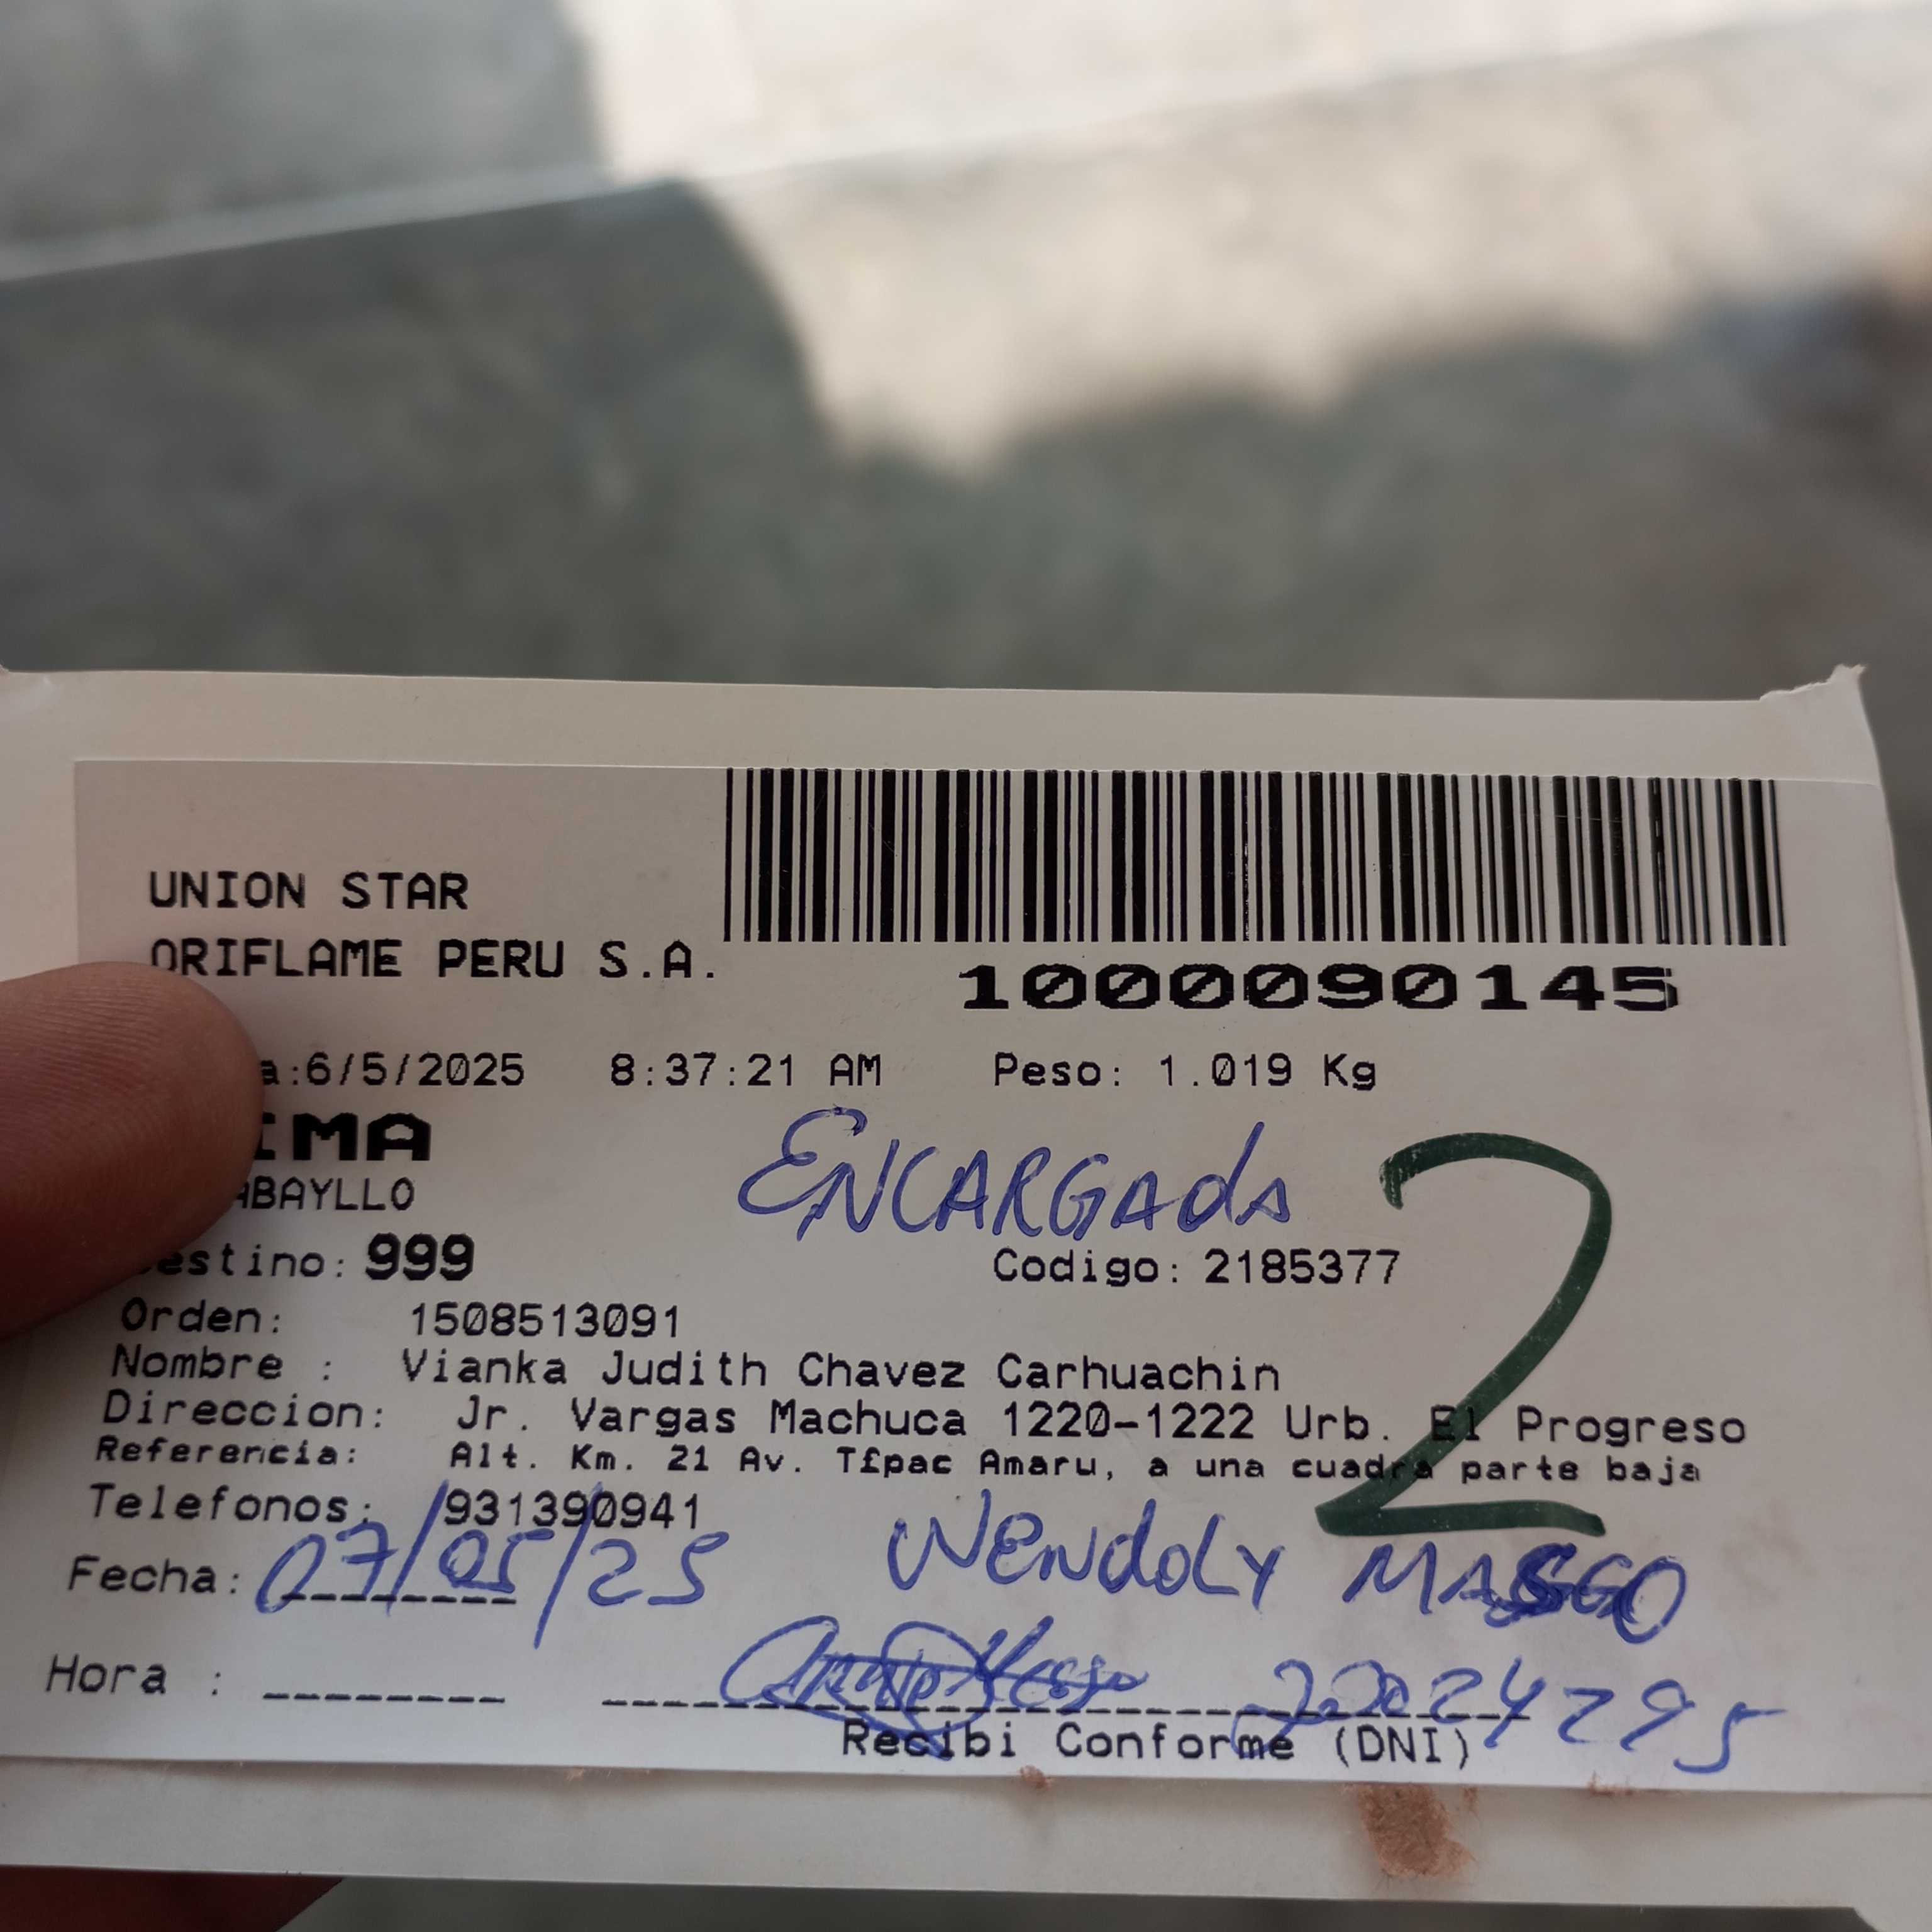 UNION STAR
ORIFLAME PERU S.A.
1000090145
a:6/5/2025 8:37:21 AM Peso: 1.019 Kg
IMA
ABAYLLO
ENCARGADA
2
estino: 999 Codigo: 2185377
Orden: 1508513091
Nombre : Vianka Judith Chavez Carhuachin
Direccion: Jr. Vargas Machuca 1220-1222 Urb. El Progreso
Referencia: Alt. Km. 21 Av. T£pac Amaru, a una cuadra parte baja
Telefonos: 931390941
Fecha: 07/05/25 WENDOLY
Hora :
Recibi Conforme (DNI)